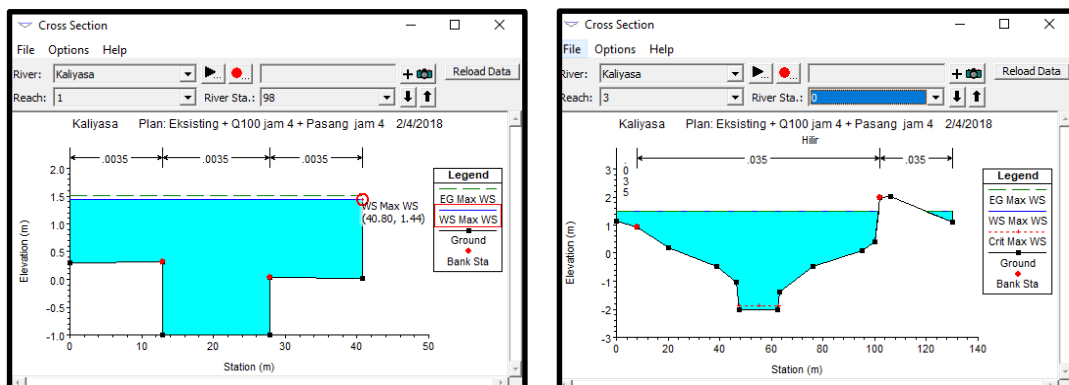 Cross Section
File Options Help
River: Kaliyasa Reload Data
Reach: 1 River Sta.: 98
Kaliyasa Plan: Eksisting + Q100 jam 4 + Pasang jam 4 2/4/2018
.0035 .0035 .0035
2.0
1.5
1.0
0.5
0.0
-0.5
-1.0
Elevation (m)
0 10 20 30 40 50
Station (m)
WS Max WS
(40.80, 1.44)
Legend
EG Max WS
WS Max WS
Ground
Bank Sta
Cross Section
File Options Help
River: Kaliyasa Reload Data
Reach: 3 River Sta.: 0
Kaliyasa Plan: Eksisting + Q100 jam 4 + Pasang jam 4 2/4/2018
Hilir
.035 .035 .035
3
2
1
0
-1
-2
-3
Elevation (m)
0 20 40 60 80 100 120 140
Station (m)
Legend
EG Max WS
WS Max WS
Crit Max WS
Ground
Bank Sta